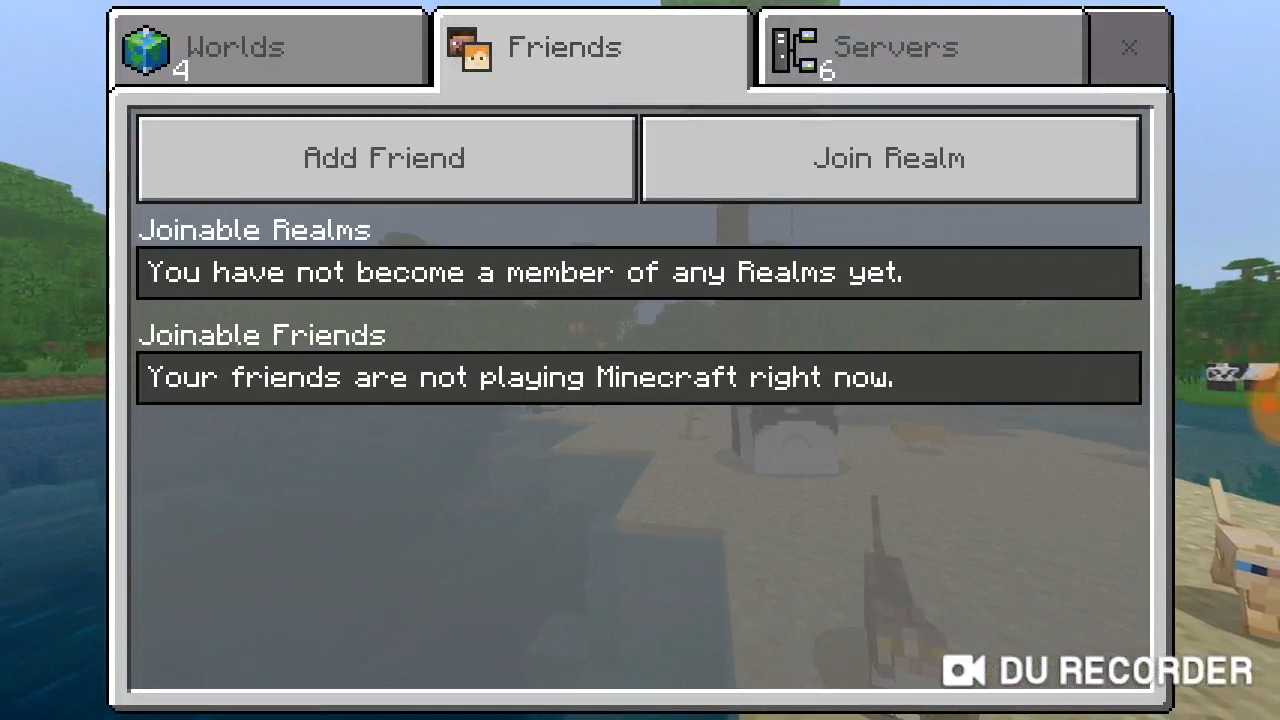 Worlds
4
Friends
Servers
6
Add Friend
Join Realm
Joinable Realms
You have not become a member of any Realms yet.
Joinable Friends
Your friends are not playing Minecraft right now.
DU RECORDER